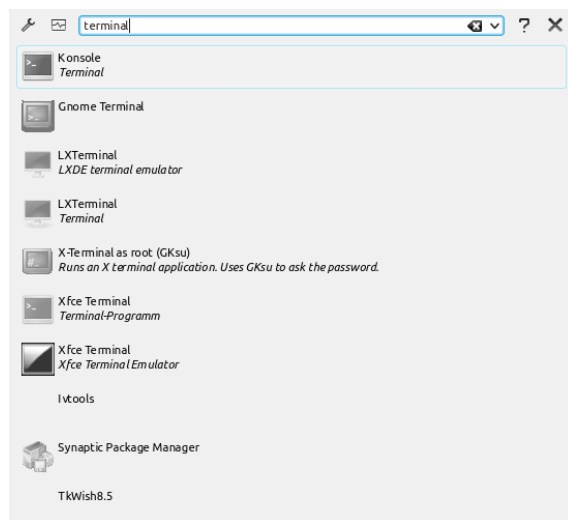 terminal
Konsole
Terminal
Gnome Terminal
LXTerminal
LXDE terminal emulator
LXTerminal
Terminal
X-Terminal as root (GKsu)
Runs an X terminal application. Uses GKsu to ask the password.
Xfce Terminal
Terminal-Programm
Xfce Terminal
Xfce Terminal Emulator
Ivtools
Synaptic Package Manager
TkWish8.5